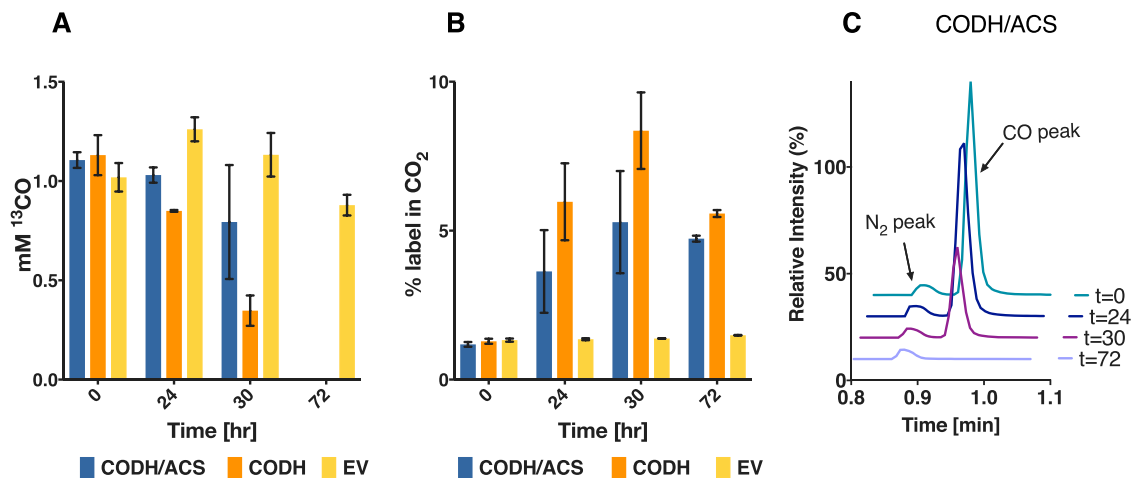 A
mM ¹³CO
1.5
1.0
0.5
0.0
0
24
30
72
Time [hr]
CODH/ACS CODH EV
B
% label in CO₂
10
5
0
0
24
30
72
Time [hr]
CODH/ACS CODH EV
C
CODH/ACS
Relative Intensity (%)
100
50
0
CO peak
N₂ peak
t=0
t=24
t=30
t=72
0.8 0.9 1.0 1.1
Time [min]